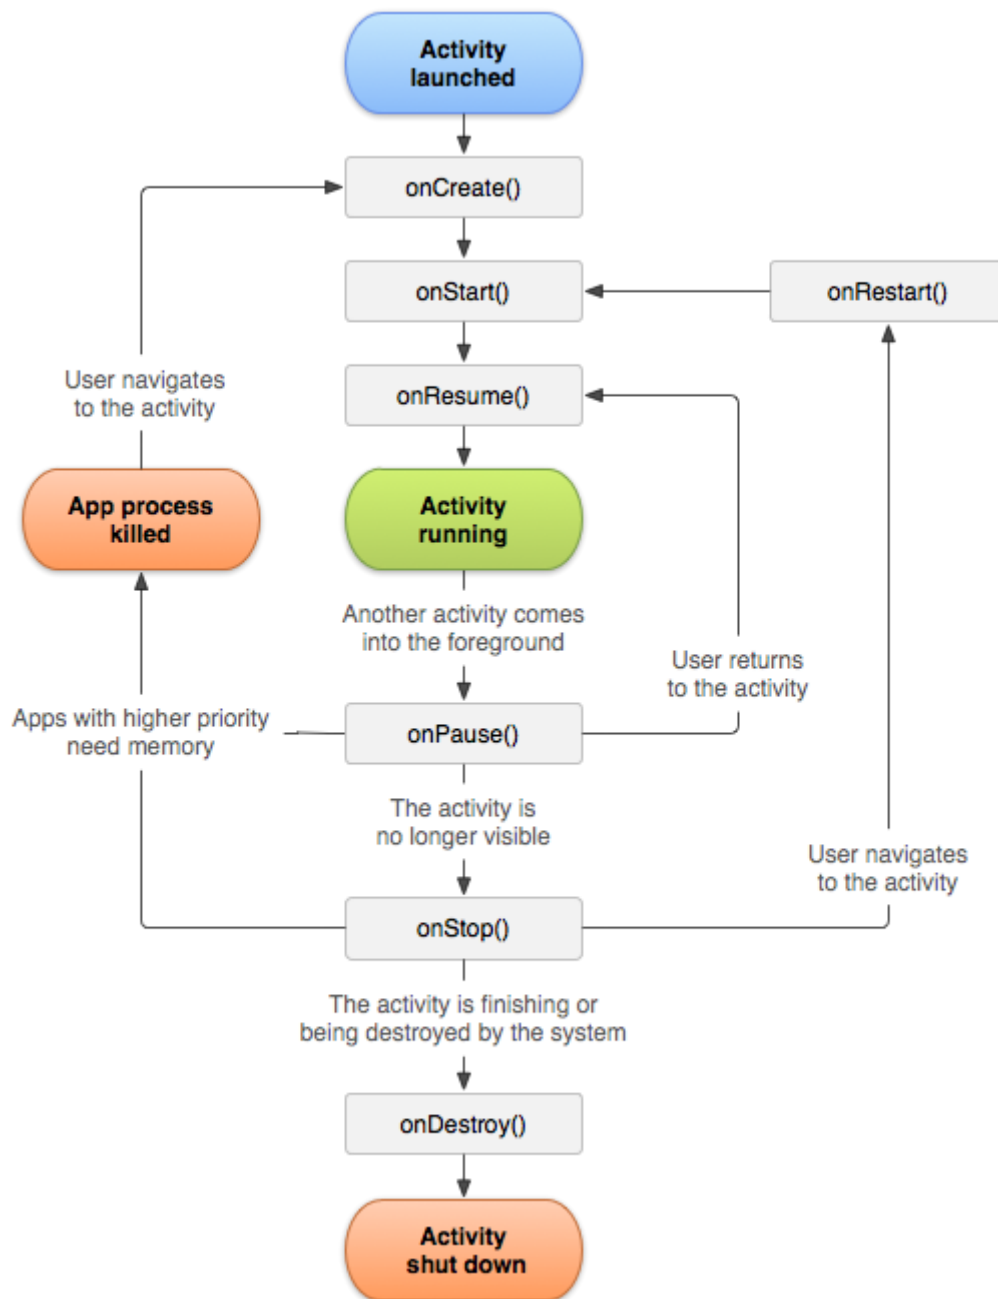 Activity
launched
onCreate()
onStart()
onRestart()
onResume()
User navigates
to the activity
App process
killed
Activity
running
Another activity comes
into the foreground
User returns
to the activity
Apps with higher priority
need memory
onPause()
The activity is
no longer visible
User navigates
to the activity
onStop()
The activity is finishing or
being destroyed by the system
onDestroy()
Activity
shut down